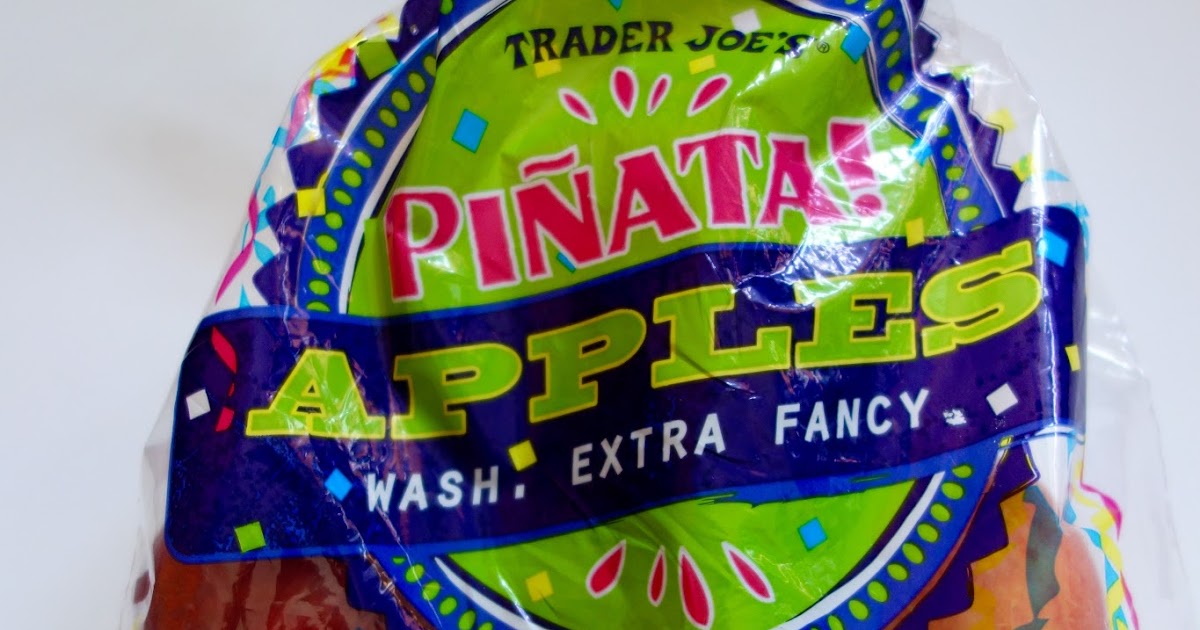 TRADER JOE'S®
PIÑATA!
APPLES
WASH. EXTRA FANCY